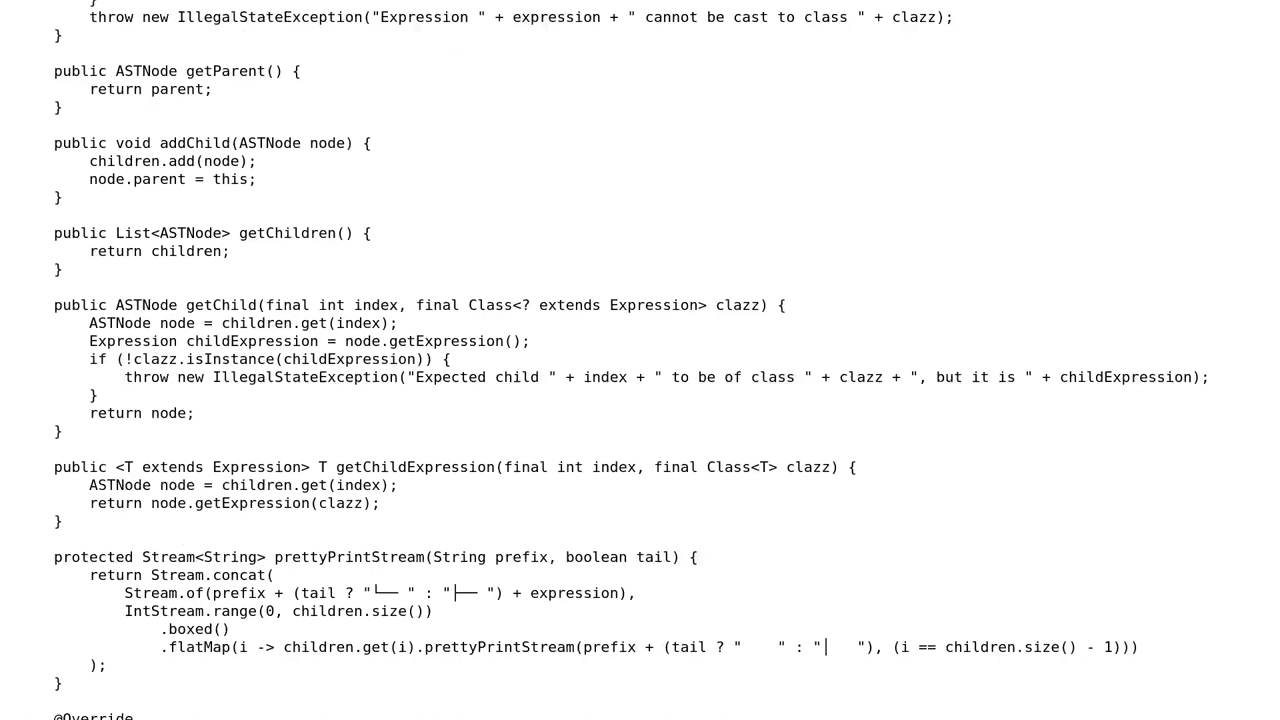 }
    throw new IllegalStateException("Expression " + expression + " cannot be cast to class " + clazz);
}

public ASTNode getParent() {
    return parent;
}

public void addChild(ASTNode node) {
    children.add(node);
    node.parent = this;
}

public List<ASTNode> getChildren() {
    return children;
}

public ASTNode getChild(final int index, final Class<? extends Expression> clazz) {
    ASTNode node = children.get(index);
    Expression childExpression = node.getExpression();
    if (!clazz.isInstance(childExpression)) {
        throw new IllegalStateException("Expected child " + index + " to be of class " + clazz + ", but it is " + childExpression);
    }
    return node;
}

public <T extends Expression> T getChildExpression(final int index, final Class<T> clazz) {
    ASTNode node = children.get(index);
    return node.getExpression(clazz);
}

protected Stream<String> prettyPrintStream(String prefix, boolean tail) {
    return Stream.concat(
        Stream.of(prefix + (tail ? "└── " : "├── ") + expression),
        IntStream.range(0, children.size())
            .boxed()
            .flatMap(i -> children.get(i).prettyPrintStream(prefix + (tail ? "    " : "│   "), (i == children.size() - 1)))
    );
}

@Override